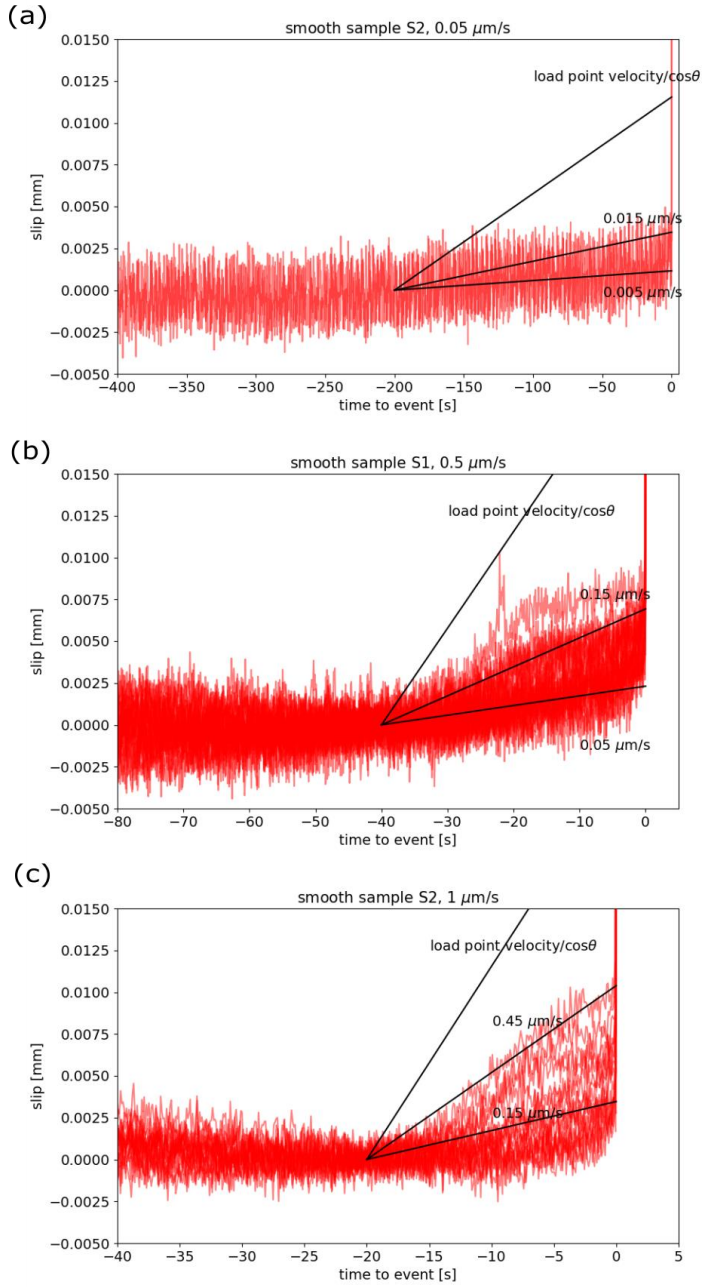 (a)
smooth sample S2, 0.05 μm/s
0.0150
0.0125
0.0100
0.0075
0.0050
0.0025
0.0000
−0.0025
−0.0050
slip [mm]
load point velocity/cosθ
0.015 μm/s
0.005 μm/s
−400 −350 −300 −250 −200 −150 −100 −50 0
time to event [s]
(b)
smooth sample S1, 0.5 μm/s
0.0150
0.0125
0.0100
0.0075
0.0050
0.0025
0.0000
−0.0025
−0.0050
slip [mm]
load point velocity/cosθ
0.15 μm/s
0.05 μm/s
−80 −70 −60 −50 −40 −30 −20 −10 0
time to event [s]
(c)
smooth sample S2, 1 μm/s
0.0150
0.0125
0.0100
0.0075
0.0050
0.0025
0.0000
−0.0025
−0.0050
slip [mm]
load point velocity/cosθ
0.45 μm/s
0.15 μm/s
−40 −35 −30 −25 −20 −15 −10 −5 0 5
time to event [s]